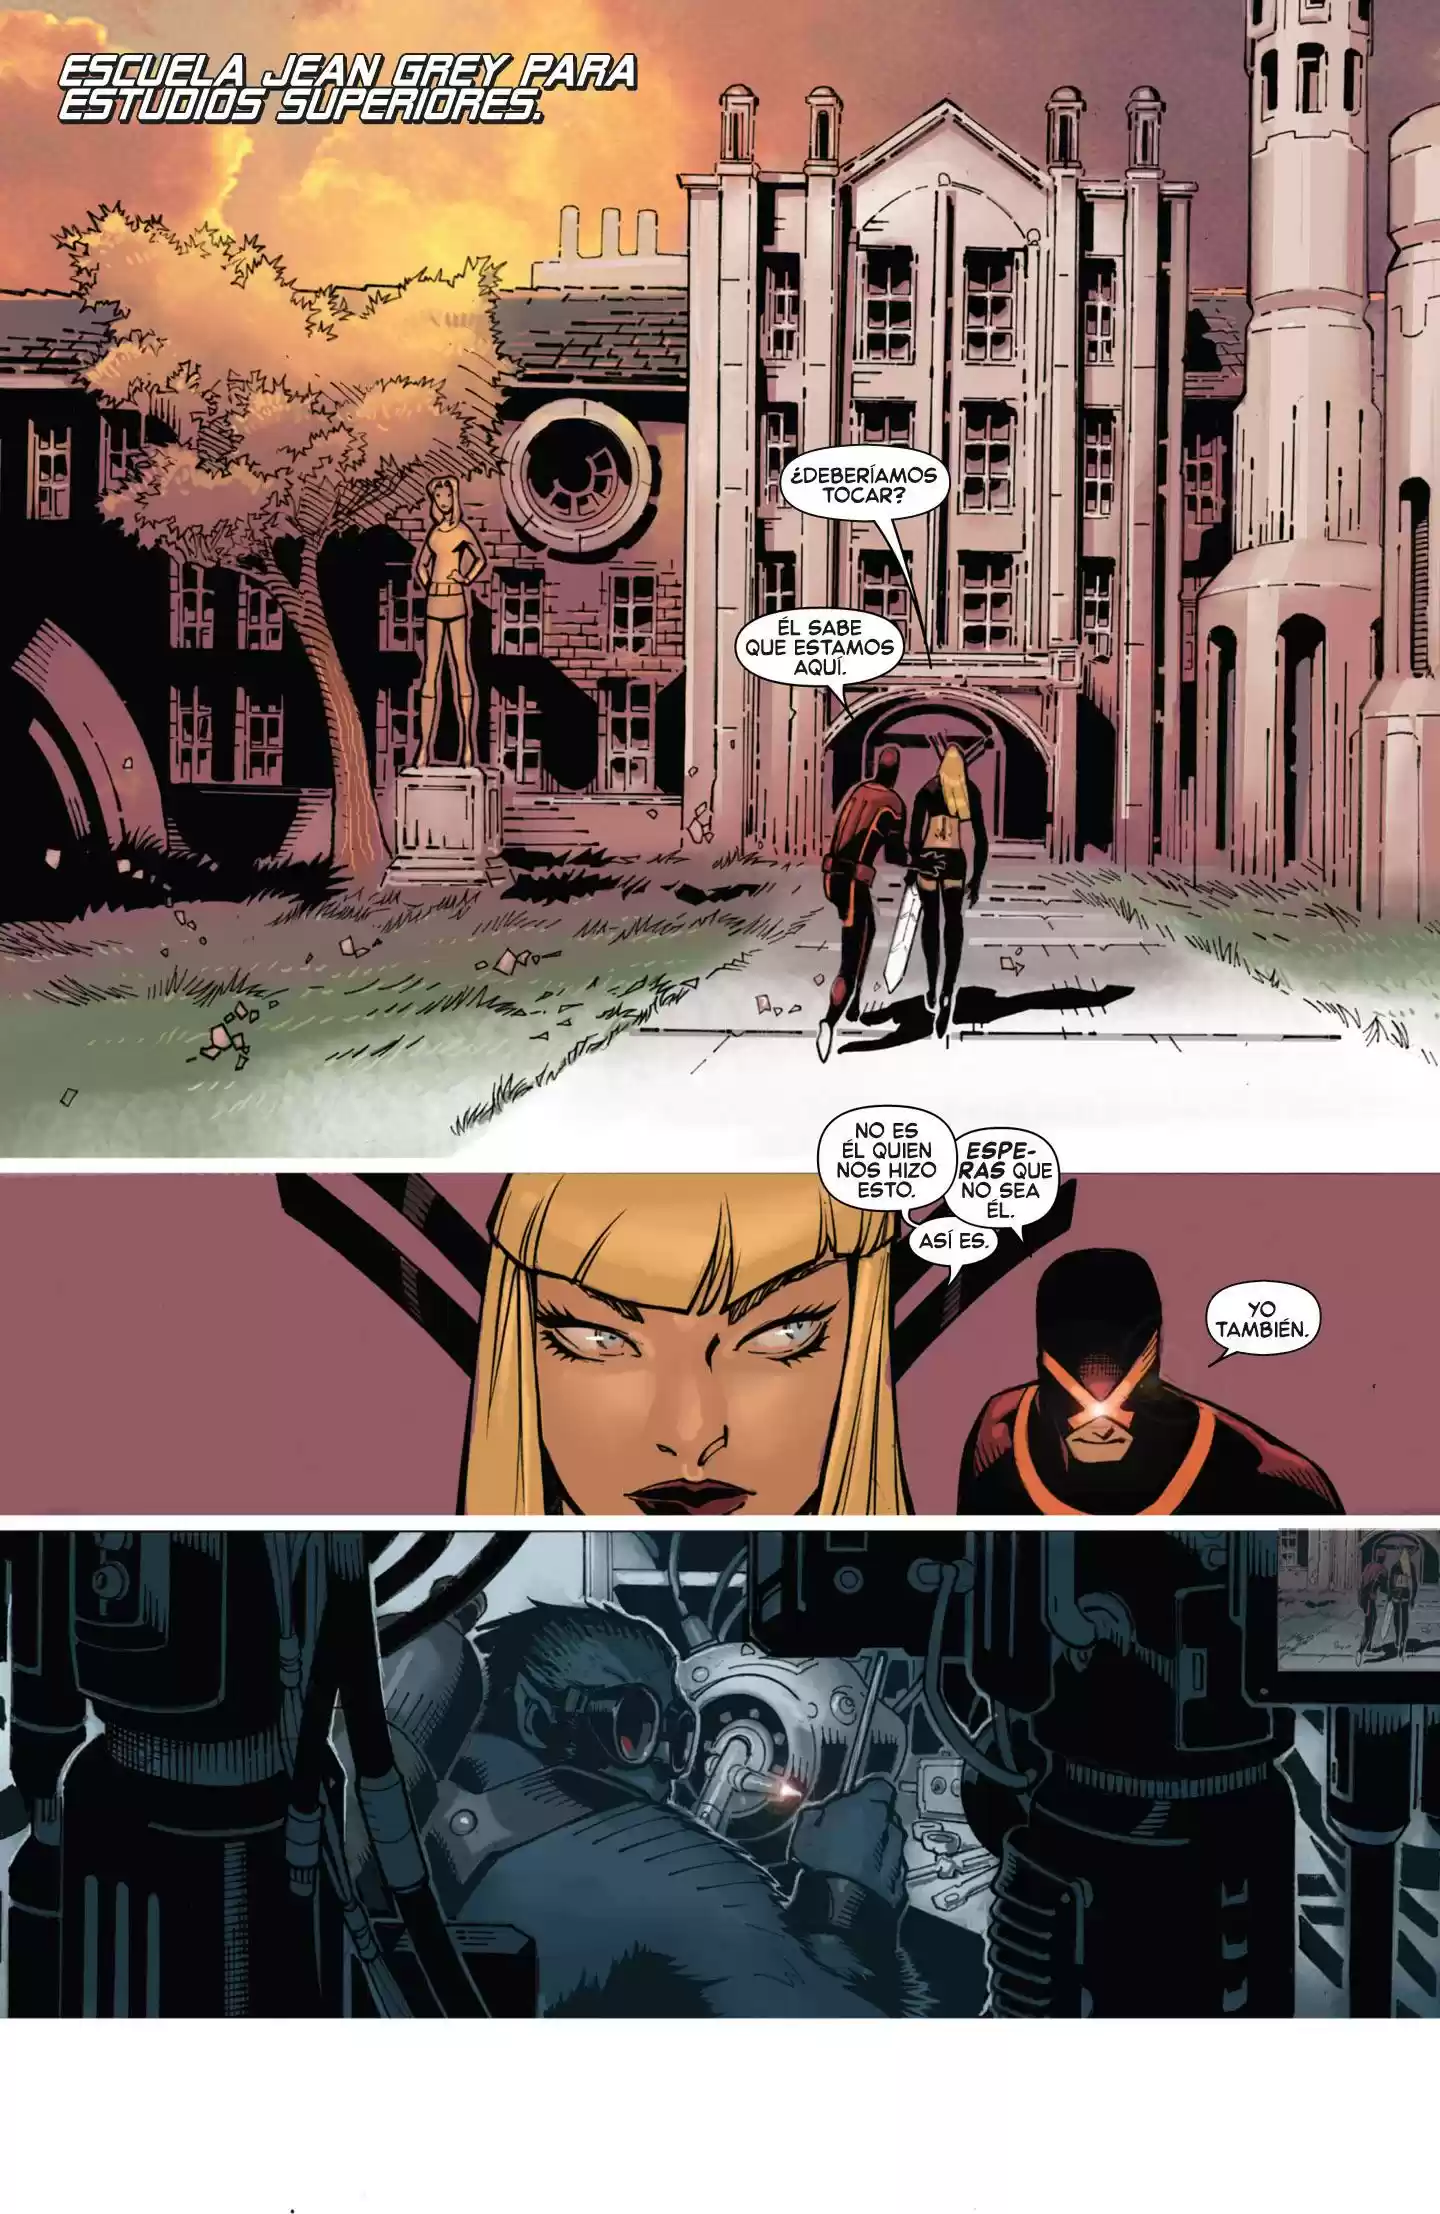 ESCUELA JEAN GREY PARA
ESTUDIOS SUPERIORES.
¿DEBERÍAMOS
TOCAR?
ÉL SABE
QUE ESTAMOS
AQUÍ.
NO ES
ÉL QUIEN
NOS HIZO
ESTO.
ESPE-
RAS QUE
NO SEA
ÉL.
ASÍ ES.
YO
TAMBIÉN.